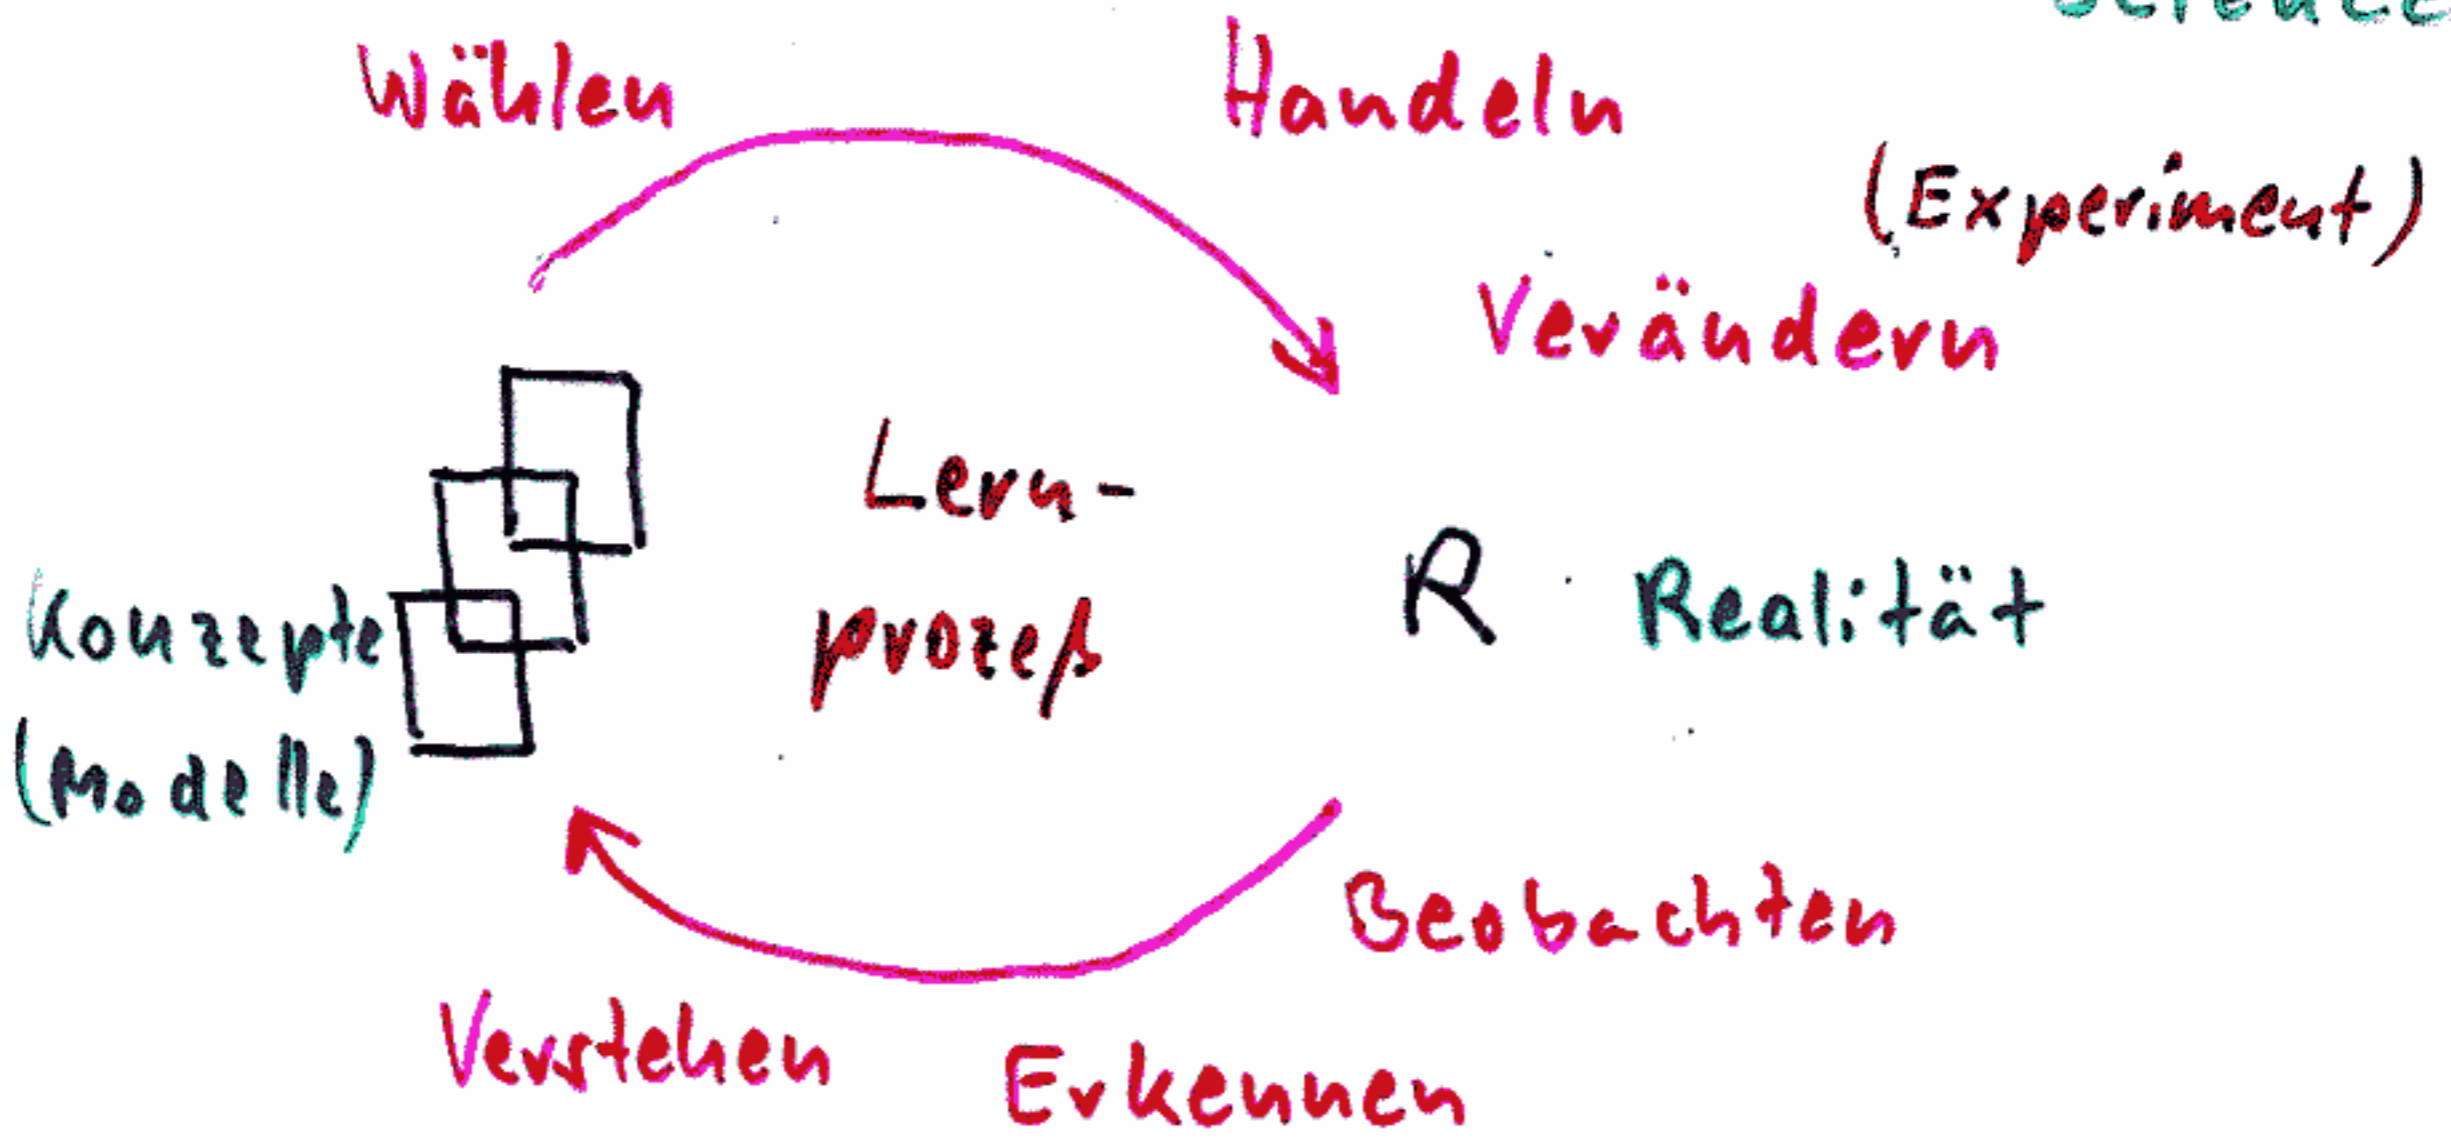 Wählen
Handeln
(Experiment)
Verändern
Lern-
prozeß
R Realität
Konzepte
(Modelle)
Beobachten
Verstehen
Erkennen